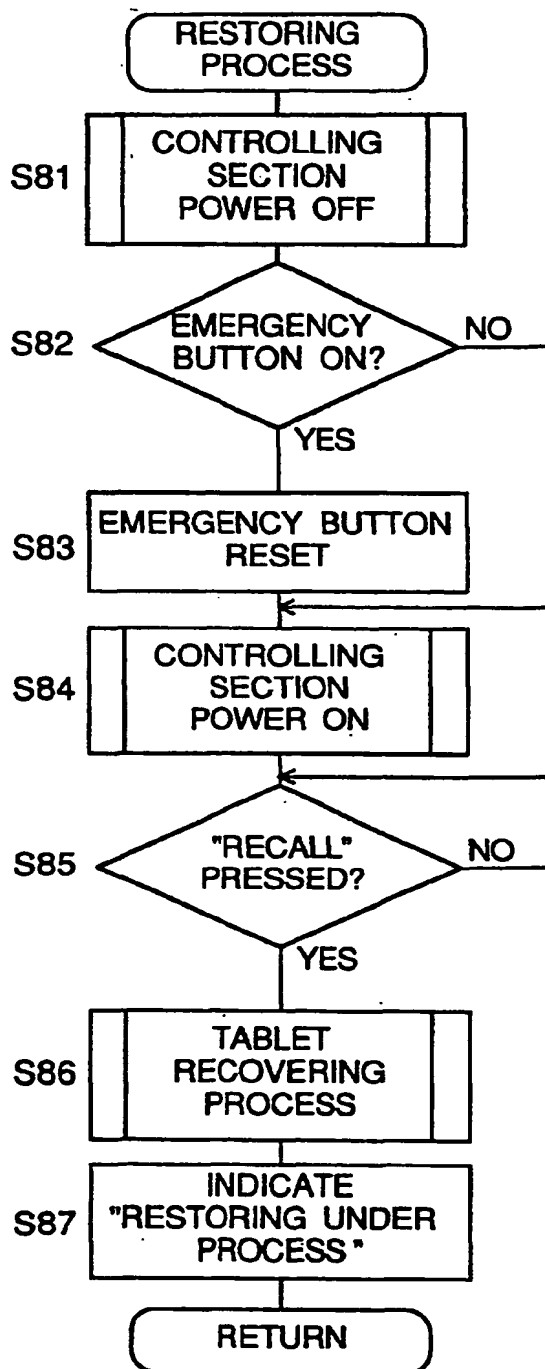 RESTORING
PROCESS
S81
CONTROLLING
SECTION
POWER OFF
S82
EMERGENCY
BUTTON ON?
NO
YES
S83
EMERGENCY BUTTON
RESET
S84
CONTROLLING
SECTION
POWER ON
S85
"RECALL"
PRESSED?
NO
YES
S86
TABLET
RECOVERING
PROCESS
S87
INDICATE
"RESTORING UNDER
PROCESS"
RETURN